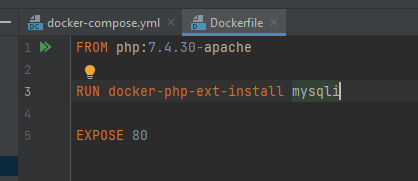 docker-compose.yml
Dockerfile
1 FROM php:7.4.30-apache
2
3 RUN docker-php-ext-install mysqli
4
5 EXPOSE 80